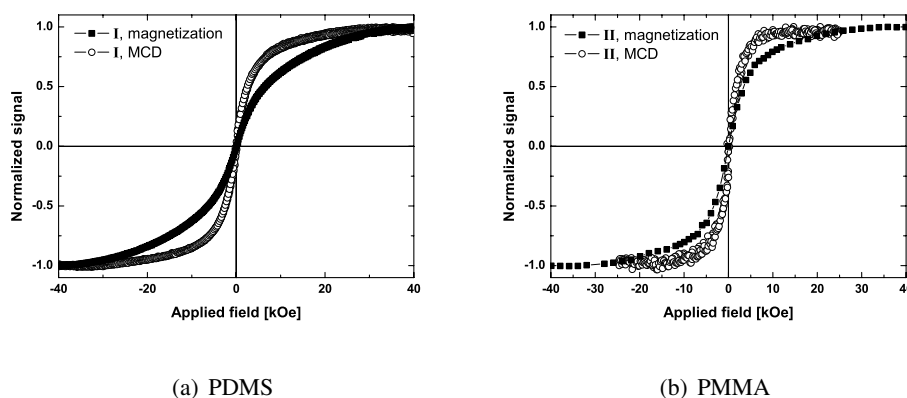 1.0
0.5
0.0
-0.5
-1.0
Normalized signal
I, magnetization
I, MCD
-40 -20 0 20 40
Applied field [kOe]
(a) PDMS
1.0
0.5
0.0
-0.5
-1.0
Normalized signal
II, magnetization
II, MCD
-40 -30 -20 -10 0 10 20 30 40
Applied field [kOe]
(b) PMMA